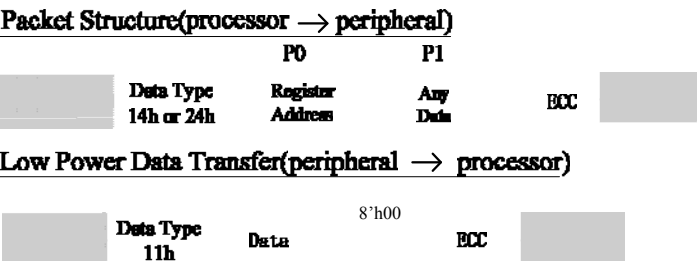 Packet Structure(processor → peripheral)
P0 P1
Data Type Register Any ECC
14h or 24h Address Data
Low Power Data Transfer(peripheral → processor)
8'h00
Data Type Data ECC
11h